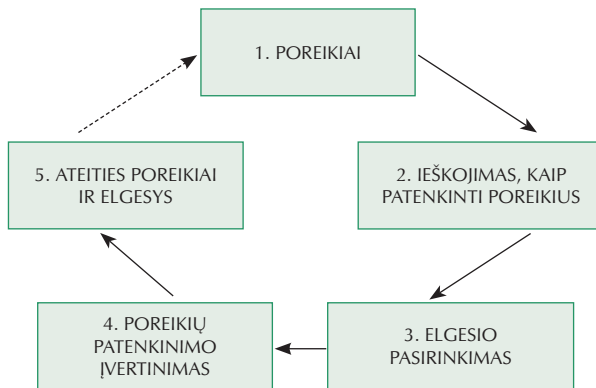 1. POREIKIAI
2. IEŠKOJIMAS, KAIP
PATENKINTI POREIKIUS
3. ELGESIO
PASIRINKIMAS
4. POREIKIŲ
PATENKINIMO
ĮVERTINIMAS
5. ATEITIES POREIKIAI
IR ELGESYS